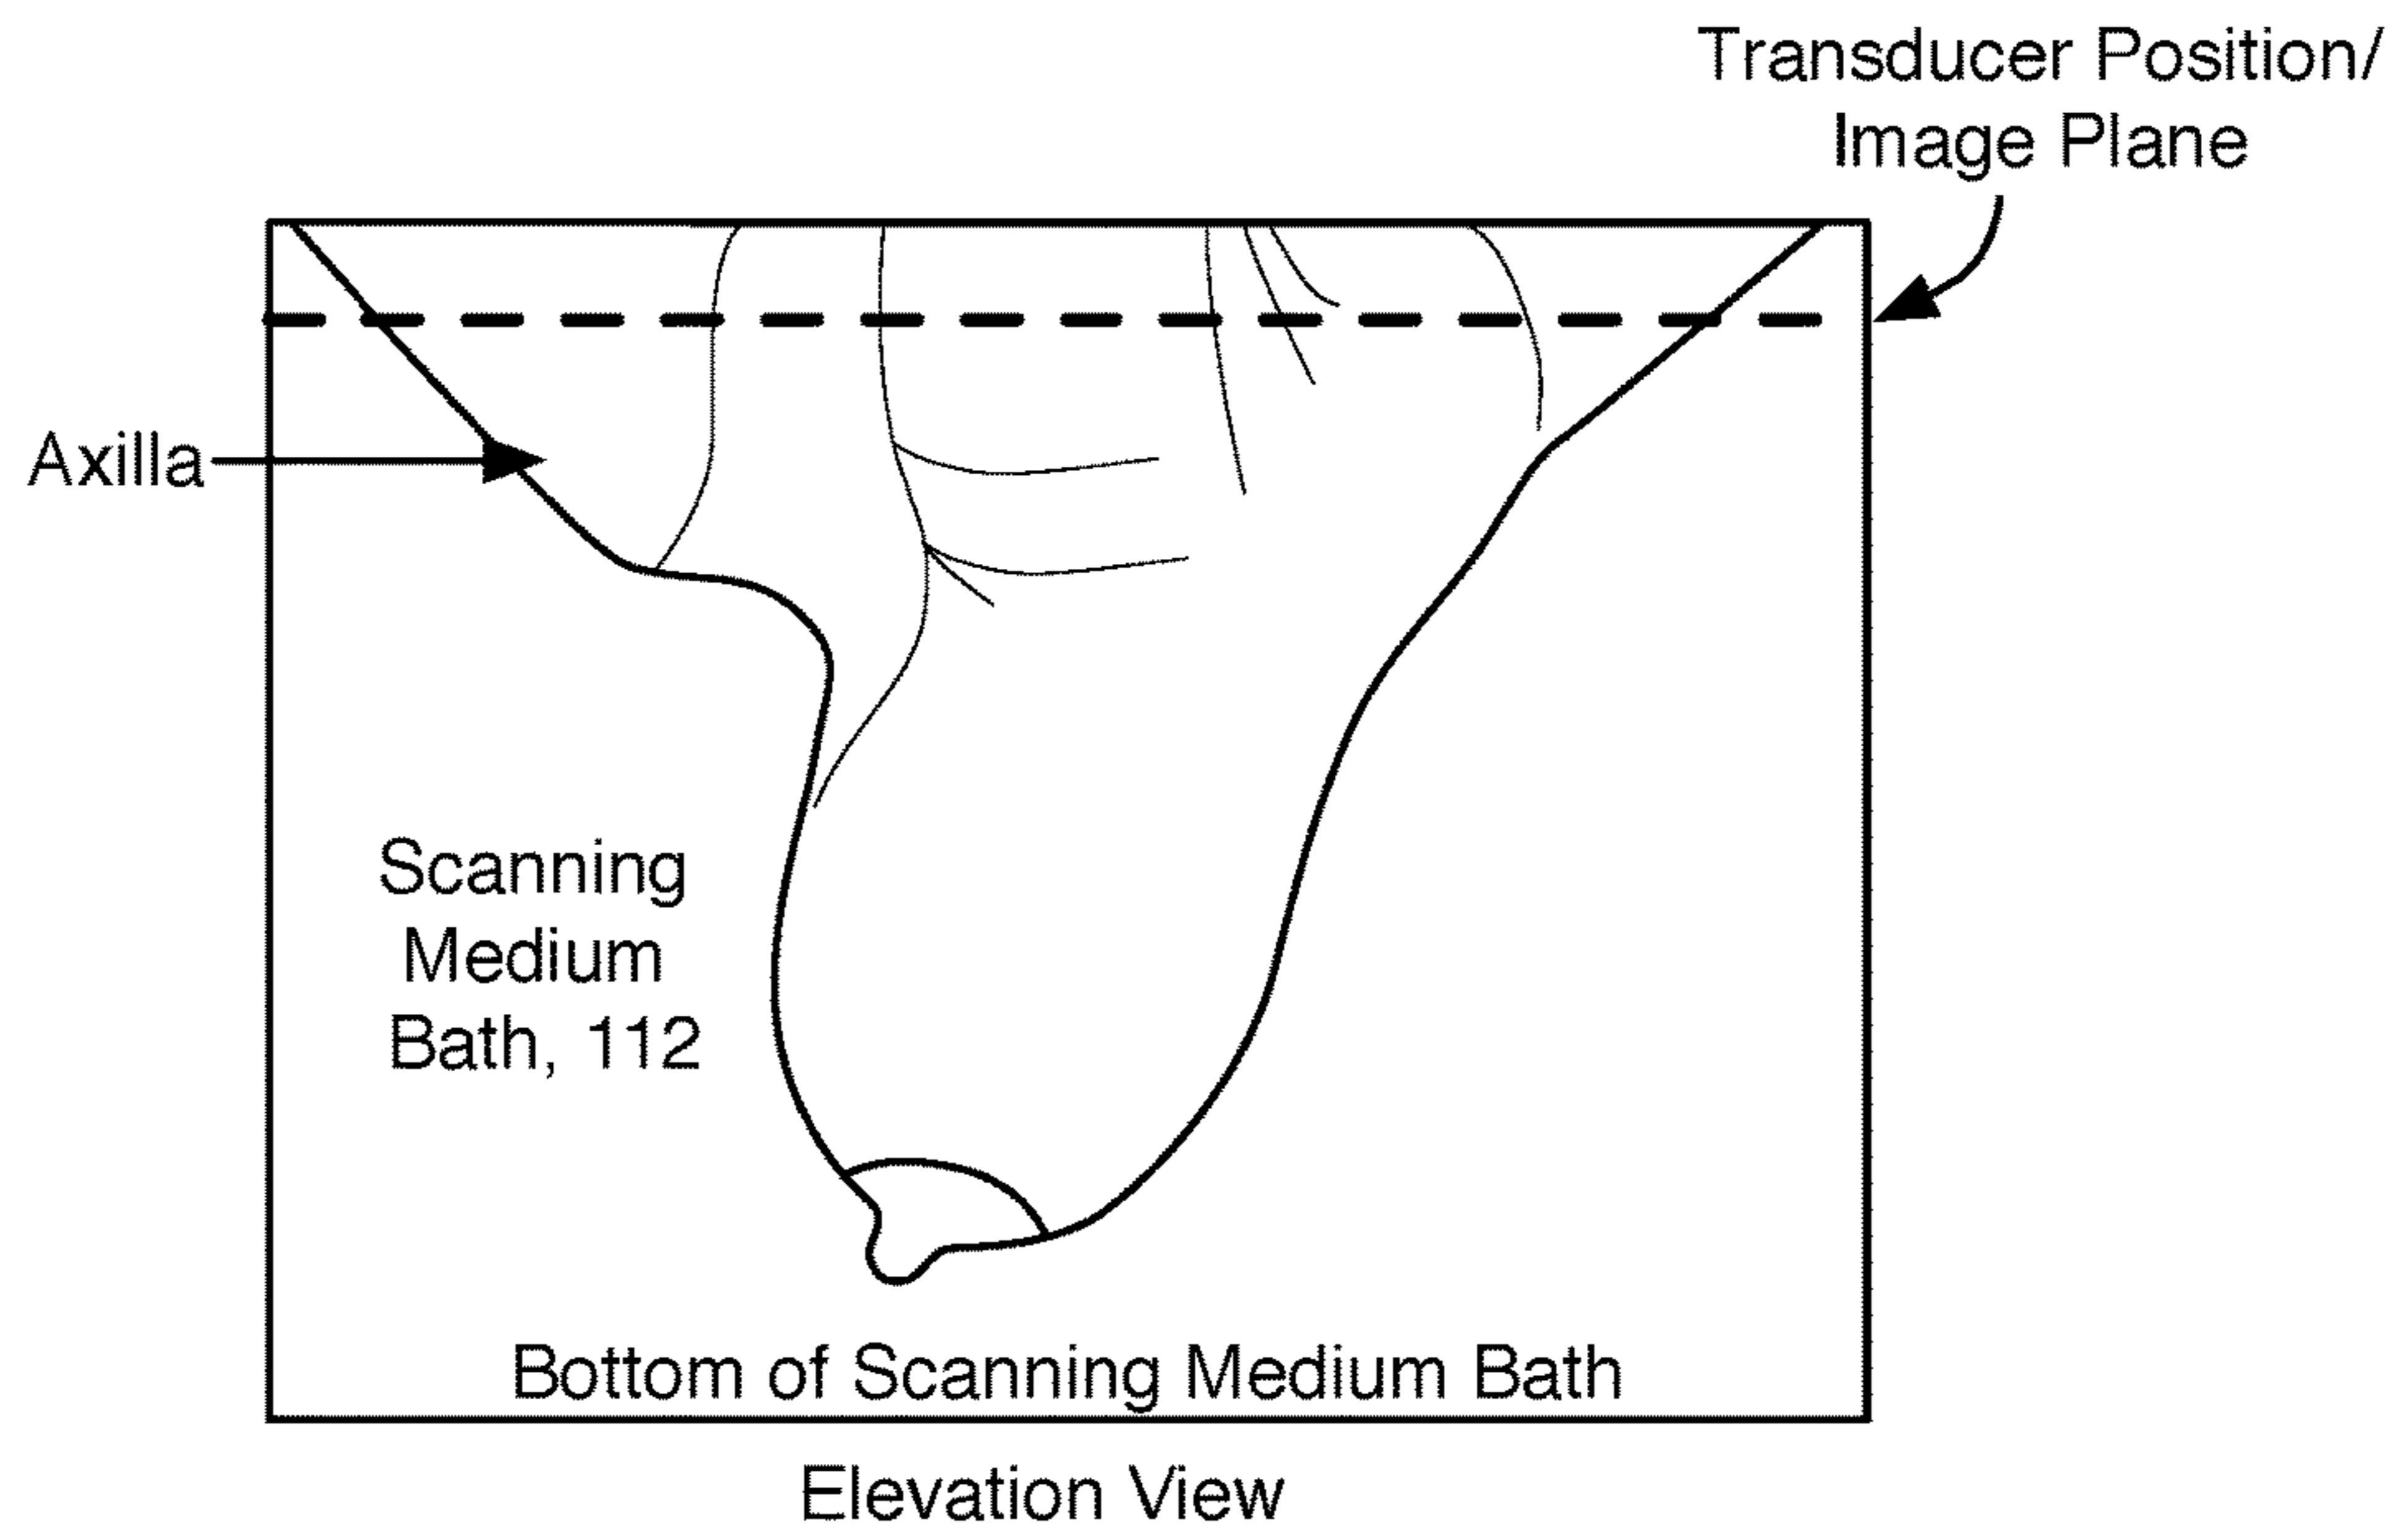 Transducer Position/
Image Plane
Axilla
Scanning
Medium
Bath, 112
Bottom of Scanning Medium Bath
Elevation View